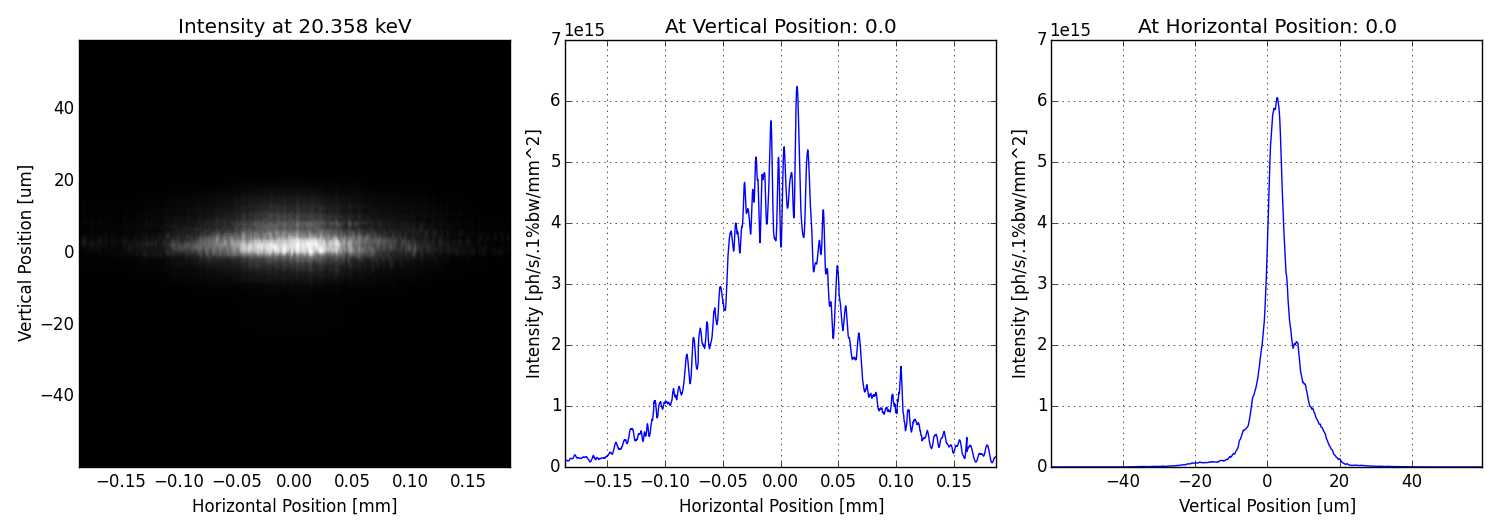 Intensity at 20.358 keV
40
20
0
−20
−40
Vertical Position [um]
−0.15 −0.10 −0.05 0.00 0.05 0.10 0.15
Horizontal Position [mm]
At Vertical Position: 0.0
1e15
7
6
5
4
3
2
1
0
Intensity [ph/s/.1%bw/mm^2]
−0.15 −0.10 −0.05 0.00 0.05 0.10 0.15
Horizontal Position [mm]
At Horizontal Position: 0.0
1e15
7
6
5
4
3
2
1
0
Intensity [ph/s/.1%bw/mm^2]
−40 −20 0 20 40
Vertical Position [um]